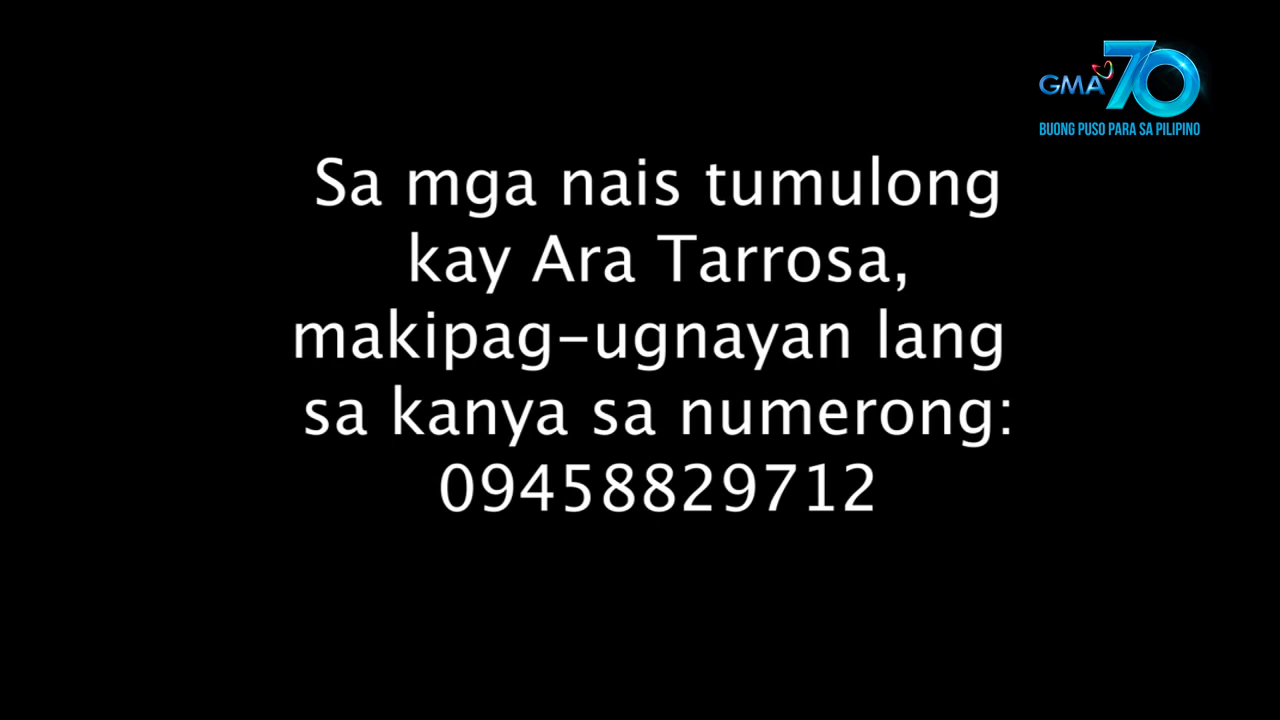 GMA 70
BUONG PUSO PARA SA PILIPINO
Sa mga nais tumulong
kay Ara Tarrosa,
makipag-ugnayan lang
sa kanya sa numerong:
09458829712